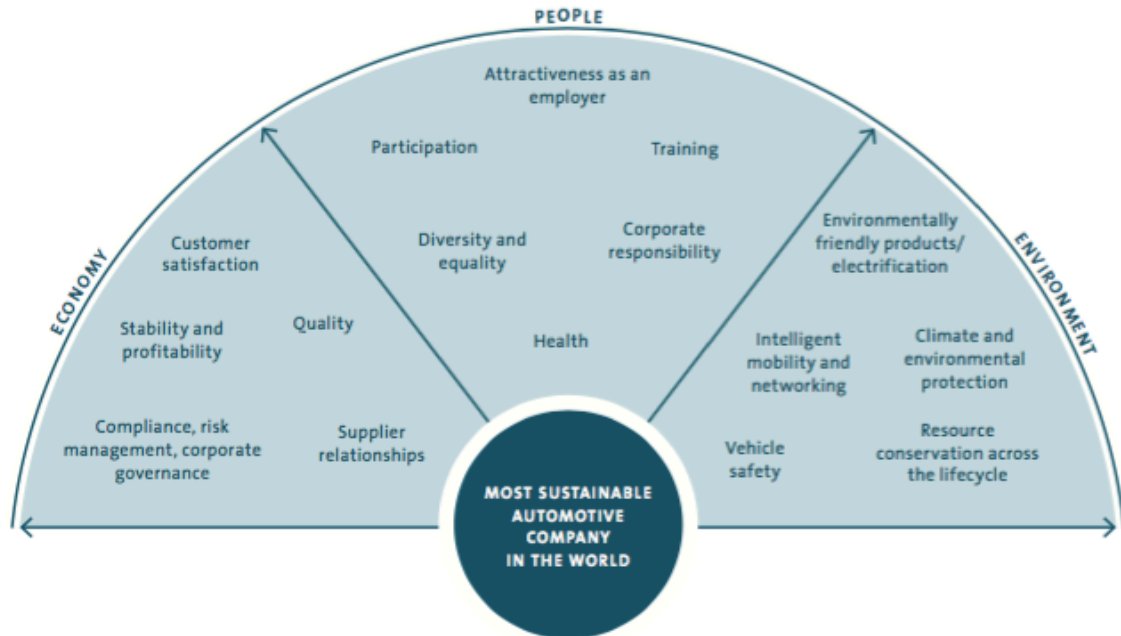 PEOPLE
Attractiveness as an
employer
Participation
Training
Diversity and
equality
Corporate
responsibility
Health
ECONOMY
Customer
satisfaction
Stability and
profitability
Quality
Compliance, risk
management, corporate
governance
Supplier
relationships
ENVIRONMENT
Environmentally
friendly products/
electrification
Intelligent
mobility and
networking
Climate and
environmental
protection
Vehicle
safety
Resource
conservation across
the lifecycle
MOST SUSTAINABLE
AUTOMOTIVE
COMPANY
IN THE WORLD